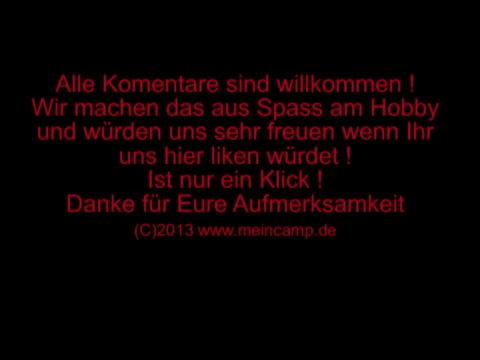 Alle Komentare sind willkommen !
Wir machen das aus Spass am Hobby
und würden uns sehr freuen wenn Ihr
uns hier liken würdet !
Ist nur ein Klick !
Danke für Eure Aufmerksamkeit
(C)2013 www.meincamp.de